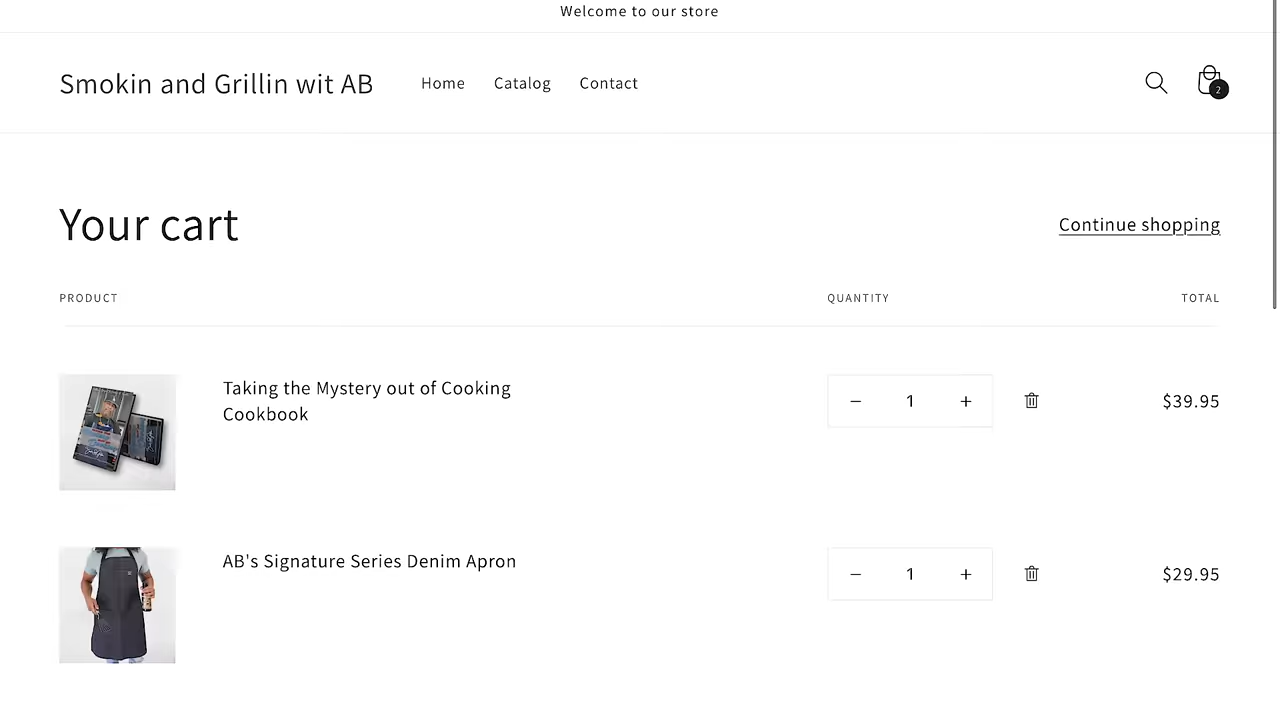 Welcome to our store
Smokin and Grillin wit AB
Home
Catalog
Contact
2
Your cart
Continue shopping
PRODUCT
QUANTITY
TOTAL
Taking the Mystery out of Cooking
Cookbook
1
$39.95
AB's Signature Series Denim Apron
1
$29.95